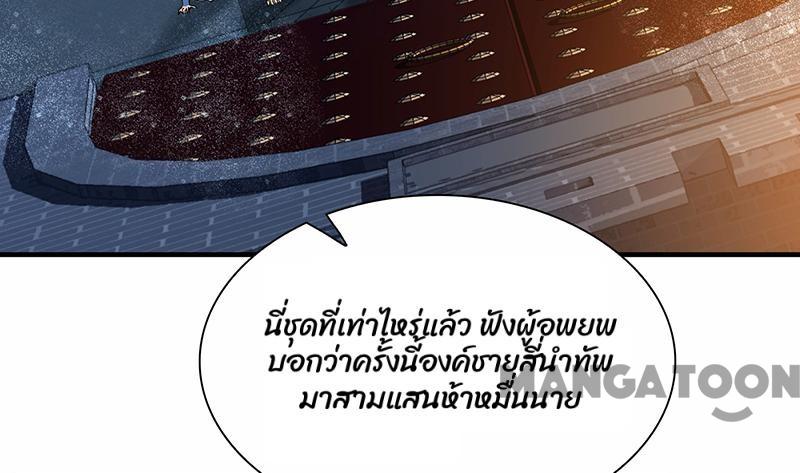 นี่ชุดที่เท่าไหร่แล้ว ฟังผู้อพยพ
บอกว่าครั้งนี้องค์ชายสี่นำทัพ
มาสามแสนห้าหมื่นนาย
MANGATOON